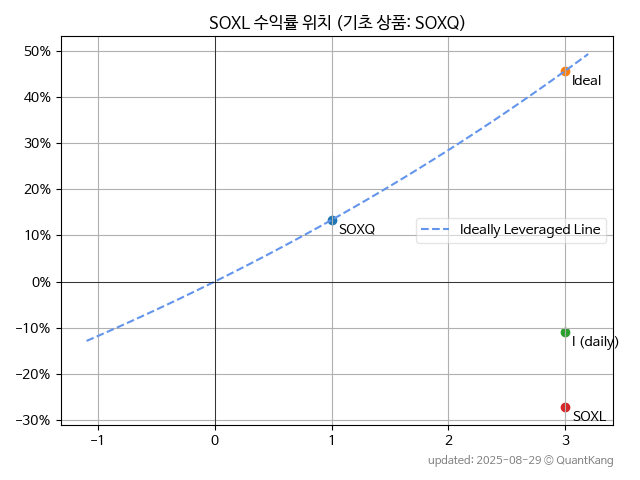 SOXL 수익률 위치 (기초 상품: SOXQ)
50%
40%
30%
20%
10%
0%
−10%
−20%
−30%
Ideal
SOXQ
Ideally Leveraged Line
I (daily)
SOXL
−1
0
1
2
3
updated: 2025-08-29 © QuantKang